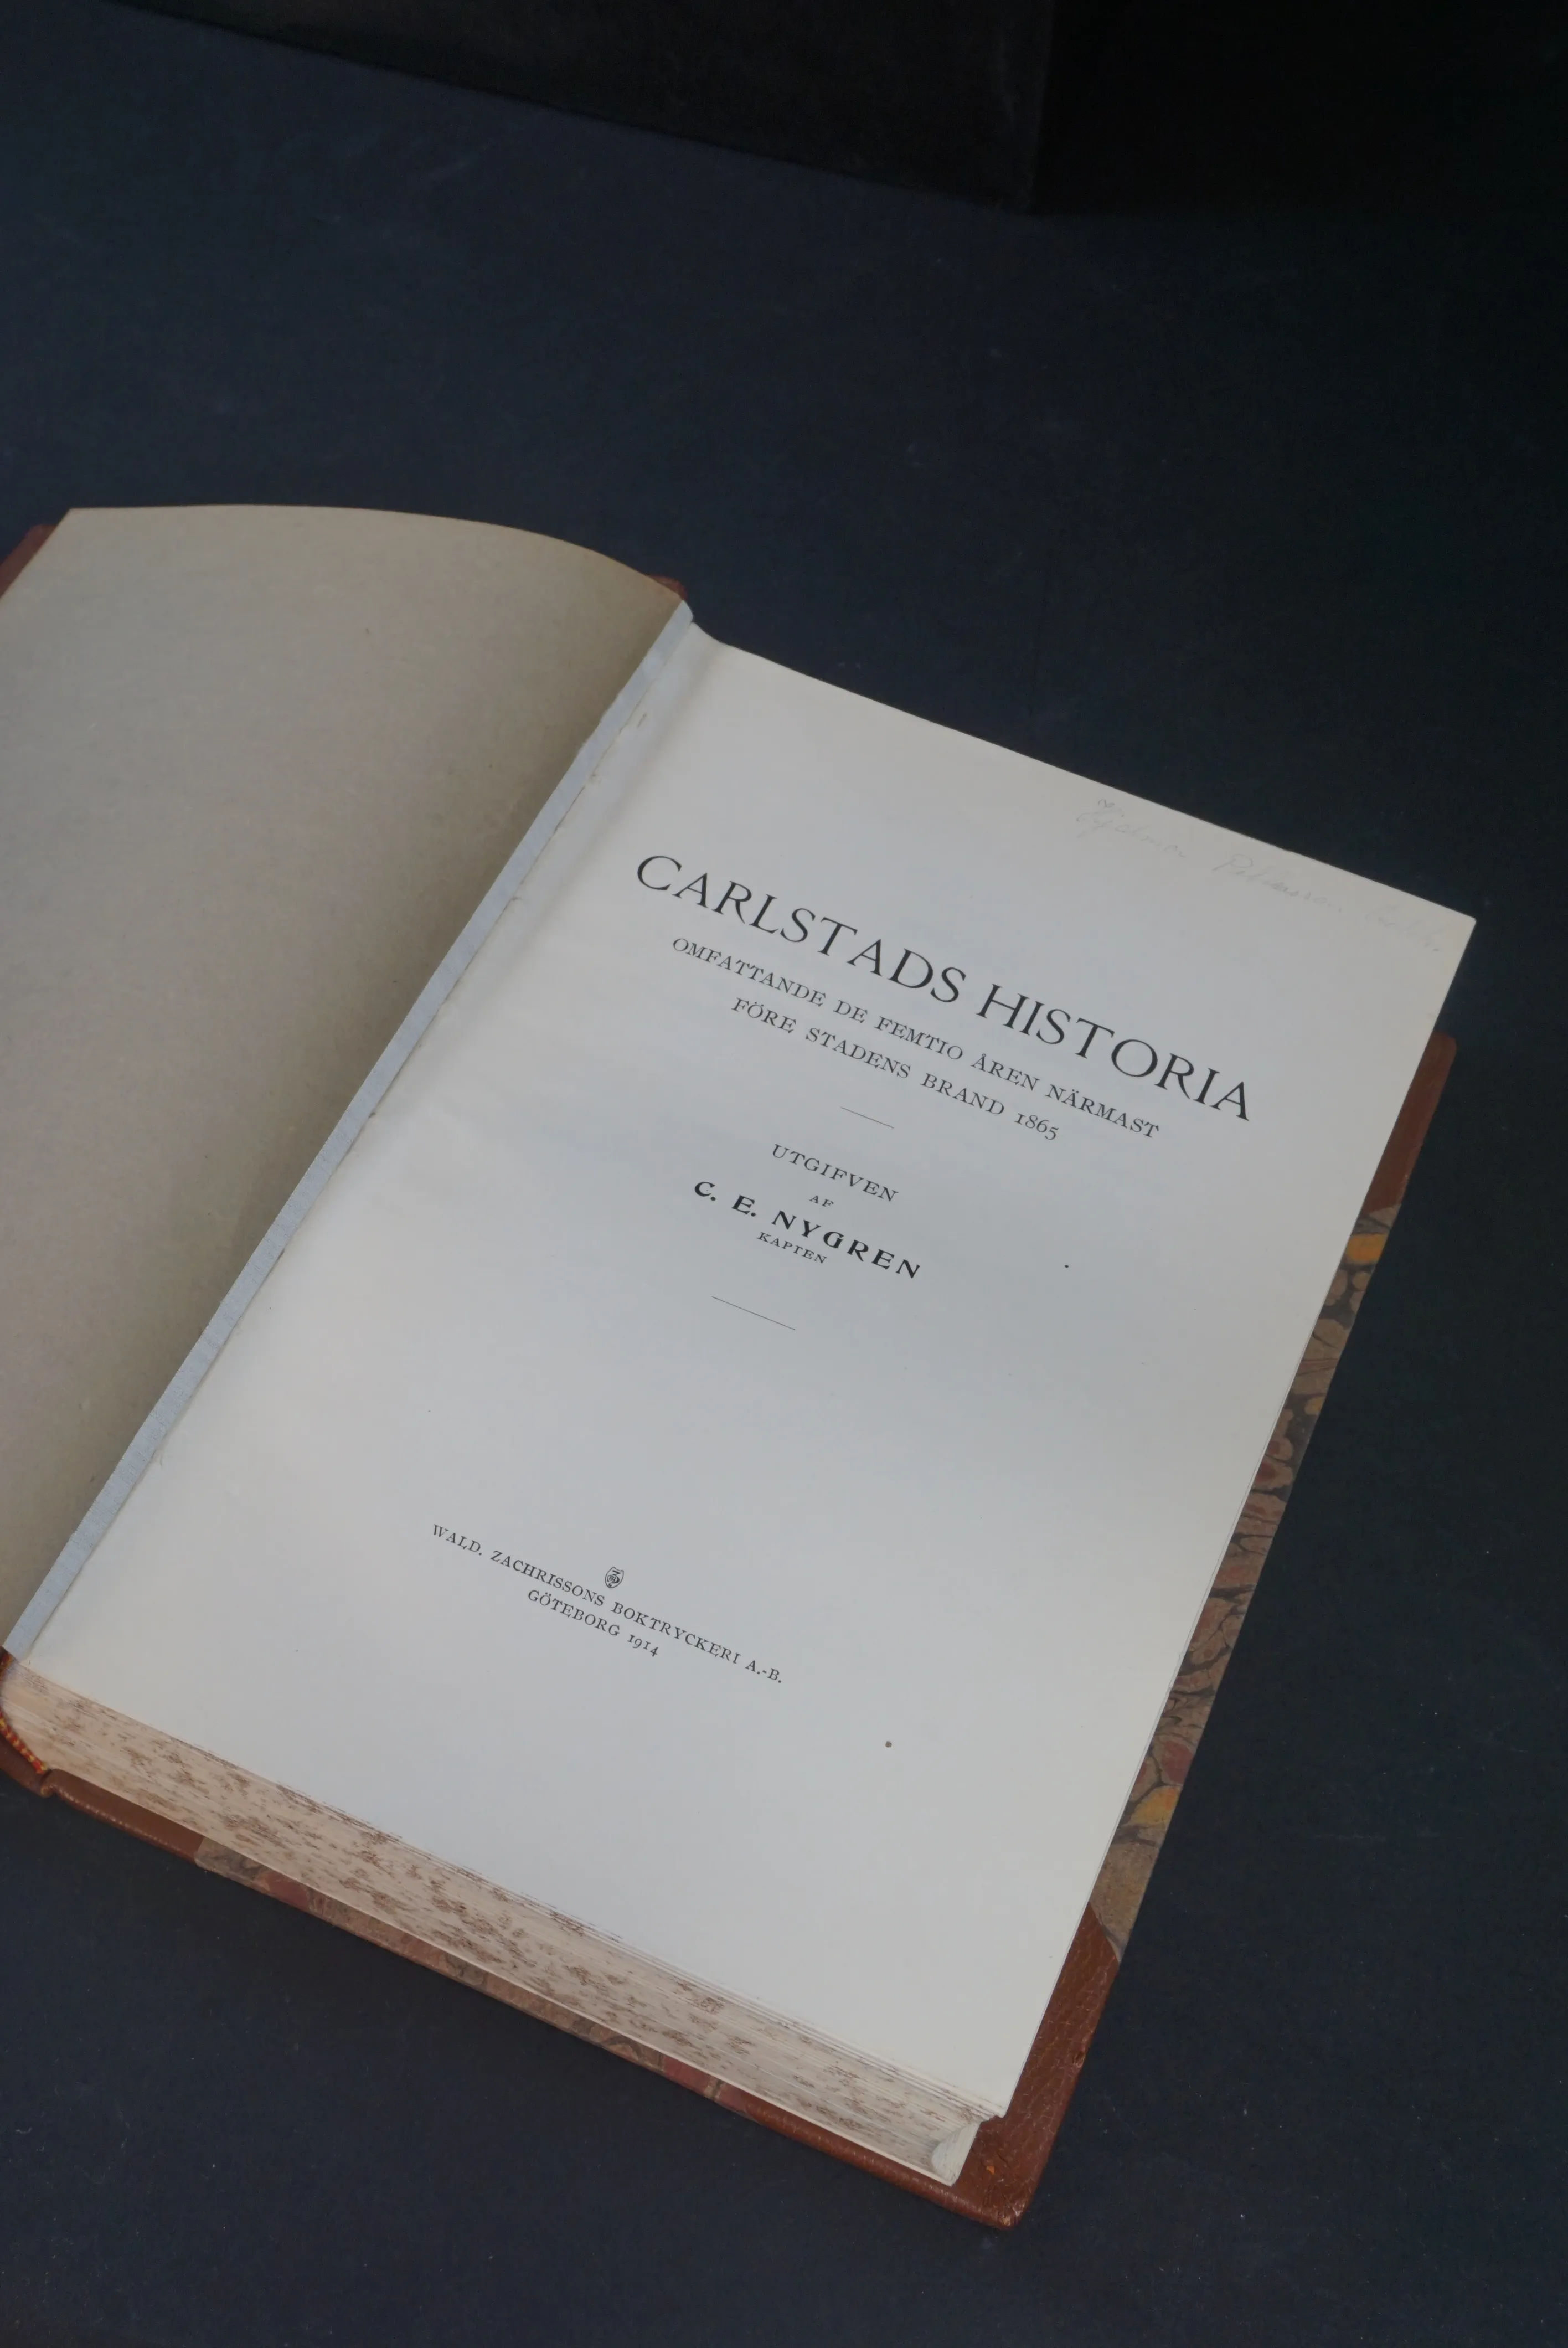 CARLSTADS HISTORIA
OMFATTANDE DE FEMTIO ÅREN NÄRMAST
FÖRE STADENS BRAND 1865
UTGIFVEN
AF
C. E. NYGREN
KAPTEN
WALD. ZACHRISSONS BOKTRYCKERI A.-B.
GÖTEBORG 1914